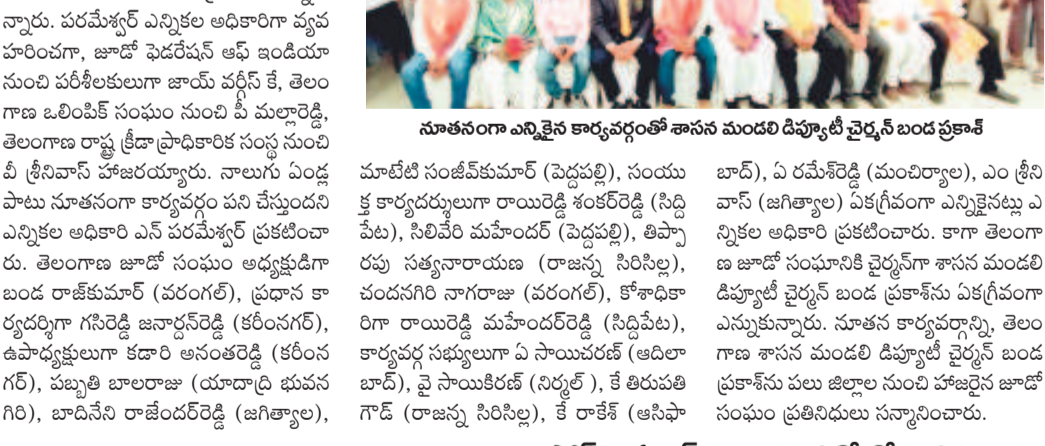 న్నారు. పరమేశ్వర్ ఎన్నికల అధికారిగా వ్యవ
హరించగా, జూడో ఫెడరేషన్ ఆఫ్ ఇండియా
నుంచి పరీశీలకులుగా జాయ్ వర్గీస్ కే, తెలం
గాణ ఒలింపిక్ సంఘం నుంచి పీ మల్లారెడ్డి,
తెలంగాణ రాష్ట్ర క్రీడా ప్రాధికారిక సంస్థ నుంచి
వీ శ్రీనివాస్ హాజరయ్యారు. నాలుగు ఏండ్ల
పాటు నూతనంగా కార్యవర్గం పని చేస్తుందని
ఎన్నికల అధికారి ఎన్ పరమేశ్వర్ ప్రకటించా
రు. తెలంగాణ జూడో సంఘం అధ్యక్షుడిగా
బండ రాజ్‌కుమార్ (వరంగల్), ప్రధాన కా
ర్యదర్శిగా గసిరెడ్డి జనార్దన్‌రెడ్డి (కరీంనగర్),
ఉపాధ్యక్షులుగా కడారి అనంతరెడ్డి (కరీంన
గర్), పబ్బతి బాలరాజు (యాదాద్రి భువన
గిరి), బాదినేని రాజేందర్‌రెడ్డి (జగిత్యాల),
నూతనంగా ఎన్నికైన కార్యవర్గంతో శాసన మండలి డిప్యూటీ చైర్మన్ బండ ప్రకాశ్
మాటేటి సంజీవ్‌కుమార్ (పెద్దపల్లి), సంయు
క్త కార్యదర్శులుగా రాయిరెడ్డి శంకర్‌రెడ్డి (సిద్ది
పేట), సిలివేరి మహేందర్ (పెద్దపల్లి), తిప్పా
రపు సత్యనారాయణ (రాజన్న సిరిసిల్ల),
చందనగిరి నాగరాజు (వరంగల్), కోశాధికా
రిగా రాయిరెడ్డి మహేందర్‌రెడ్డి (సిద్దిపేట),
కార్యవర్గ సభ్యులుగా ఏ సాయిచరణ్ (ఆదిలా
బాద్), వై సాయికిరణ్ (నిర్మల్ ), కే తిరుపతి
గౌడ్ (రాజన్న సిరిసిల్ల), కే రాకేశ్ (ఆసిఫా
బాద్), ఏ రమేశ్‌రెడ్డి (మంచిర్యాల), ఎం శ్రీని
వాస్ (జగిత్యాల) ఏకగ్రీవంగా ఎన్నికైనట్లు ఎ
న్నికల అధికారి ప్రకటించారు. కాగా తెలంగా
ణ జూడో సంఘానికి చైర్మన్‌గా శాసన మండలి
డిప్యూటీ చైర్మన్ బండ ప్రకాశ్‌ను ఏకగ్రీవంగా
ఎన్నుకున్నారు. నూతన కార్యవర్గాన్ని, తెలం
గాణ శాసన మండలి డిప్యూటీ చైర్మన్ బండ
ప్రకాశ్‌ను పలు జిల్లాల నుంచి హాజరైన జూడో
సంఘం ప్రతినిధులు సన్మానించారు.